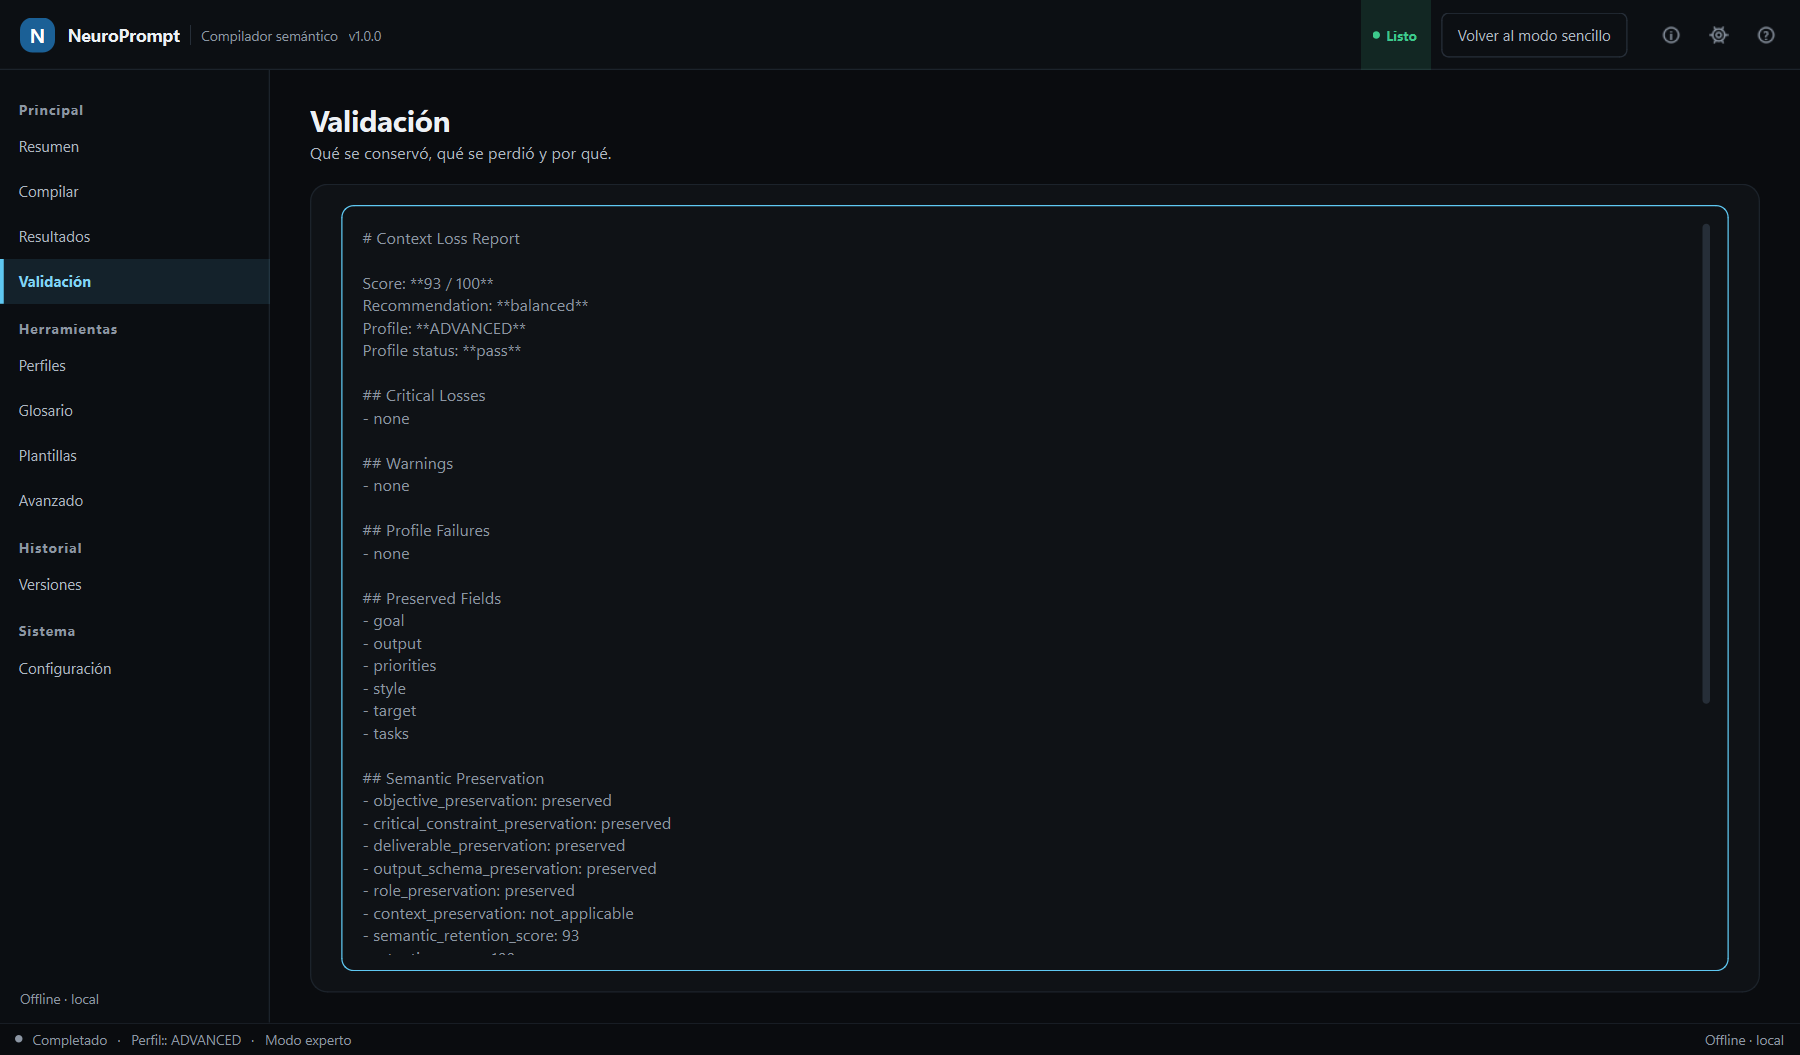 N NeuroPrompt Compilador semántico v1.0.0
Listo
Volver al modo sencillo
Principal
Resumen
Compilar
Resultados
Validación
Herramientas
Perfiles
Glosario
Plantillas
Avanzado
Historial
Versiones
Sistema
Configuración
Offline · local
Validación
Qué se conservó, qué se perdió y por qué.
# Context Loss Report
Score: **93 / 100**
Recommendation: **balanced**
Profile: **ADVANCED**
Profile status: **pass**
## Critical Losses
- none
## Warnings
- none
## Profile Failures
- none
## Preserved Fields
- goal
- output
- priorities
- style
- target
- tasks
## Semantic Preservation
- objective_preservation: preserved
- critical_constraint_preservation: preserved
- deliverable_preservation: preserved
- output_schema_preservation: preserved
- role_preservation: preserved
- context_preservation: not_applicable
- semantic_retention_score: 93
Completado · Perfil:: ADVANCED · Modo experto
Offline · local